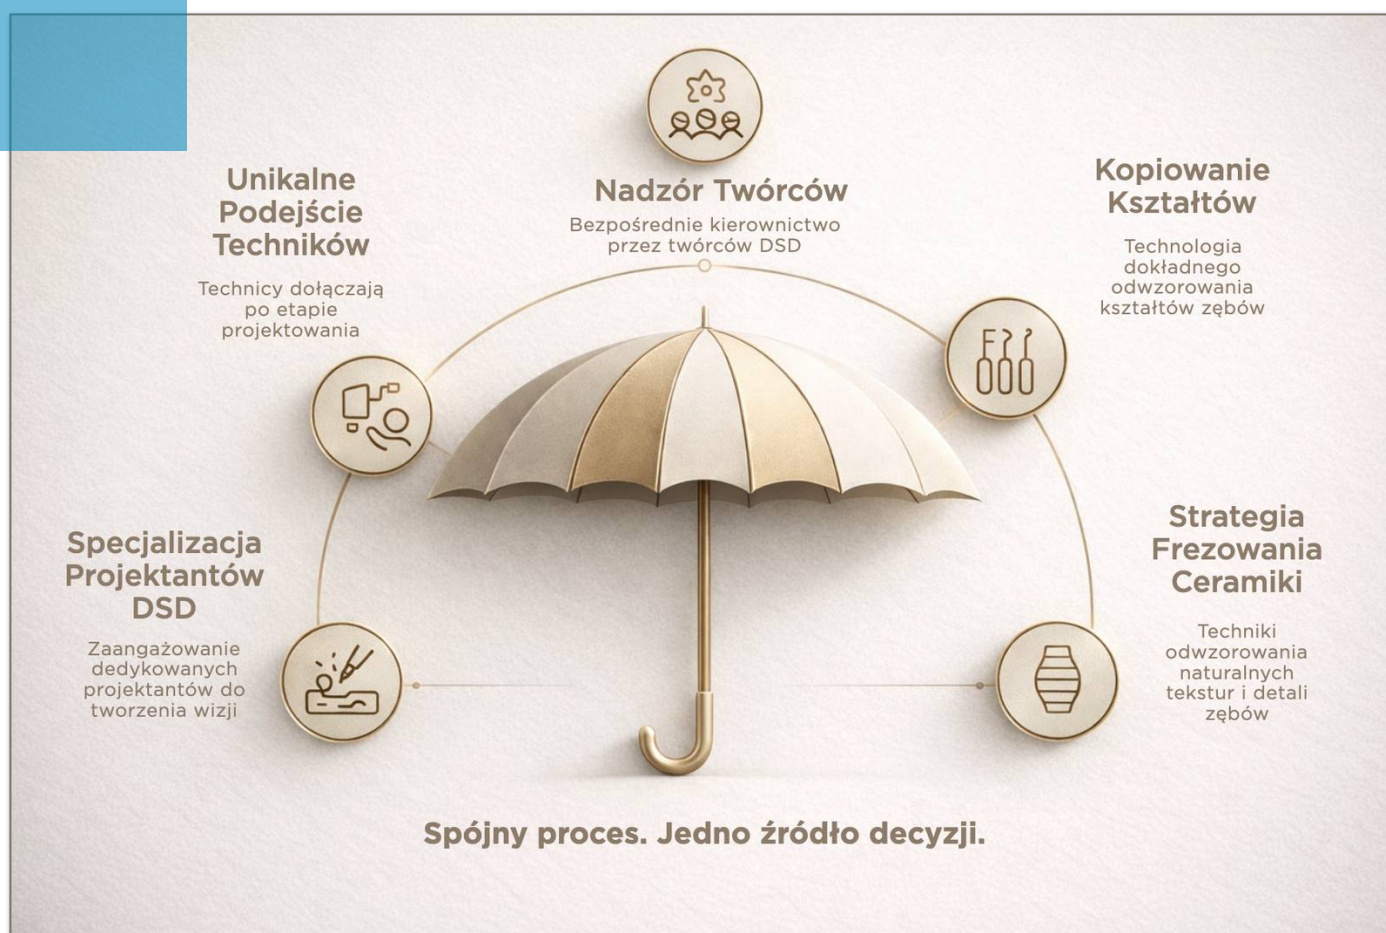 Nadzór Twórców
Bezpośrednie kierownictwo
przez twórców DSD
Unikalne
Podejście
Techników
Technicy dołączają
po etapie
projektowania
Kopiowanie
Kształtów
Technologia
dokładnego
odwzorowania
kształtów zębów
Specjalizacja
Projektantów
DSD
Zaangażowanie
dedykowanych
projektantów do
tworzenia wizji
Strategia
Frezowania
Ceramiki
Techniki
odwzorowania
naturalnych
tekstur i detali
zębów
Spójny proces. Jedno źródło decyzji.